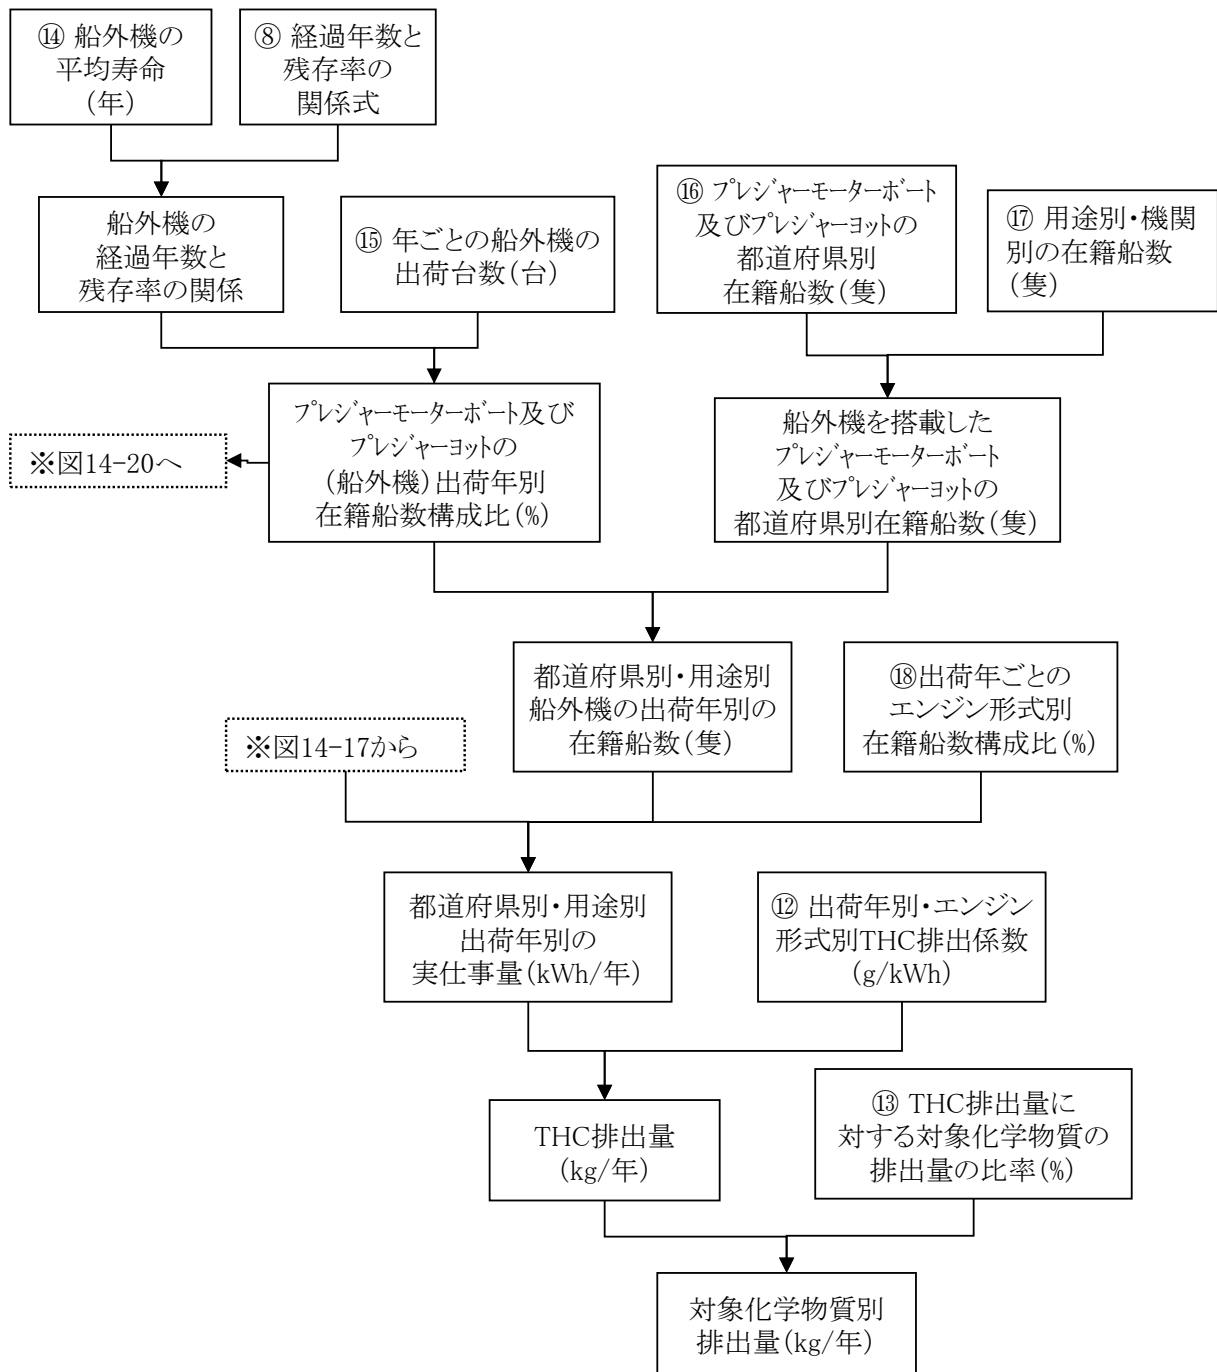 ⑭ 船外機の
平均寿命
(年)
⑧ 経過年数と
残存率の
関係式
船外機の
経過年数と
残存率の関係
⑮ 年ごとの船外機の
出荷台数(台)
⑯ プレジャーモーターボート
及びプレジャーヨットの
都道府県別
在籍船数(隻)
⑰ 用途別・機関
別の在籍船数
(隻)
プレジャーモーターボート及び
プレジャーヨットの
(船外機)出荷年別
在籍船数構成比(%)
※図14-20へ
船外機を搭載した
プレジャーモーターボート
及びプレジャーヨットの
都道府県別在籍船数(隻)
都道府県別・用途別
船外機の出荷年別の
在籍船数(隻)
⑱出荷年ごとの
エンジン形式別
在籍船数構成比(%)
※図14-17から
都道府県別・用途別
出荷年別の
実仕事量(kWh/年)
⑫ 出荷年別・エンジン
形式別THC排出係数
(g/kWh)
THC排出量
(kg/年)
⑬ THC排出量に
対する対象化学物質の
排出量の比率(%)
対象化学物質別
排出量(kg/年)